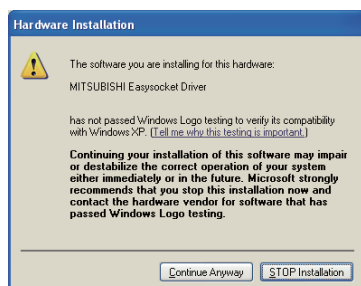 Hardware Installation
The software you are installing for this hardware:
MITSUBISHI Easysocket Driver
has not passed Windows Logo testing to verify its compatibility
with Windows XP. (Tell me why this testing is important.)
Continuing your installation of this software may impair
or destabilize the correct operation of your system
either immediately or in the future. Microsoft strongly
recommends that you stop this installation now and
contact the hardware vendor for software that has
passed Windows Logo testing.
Continue Anyway
STOP Installation